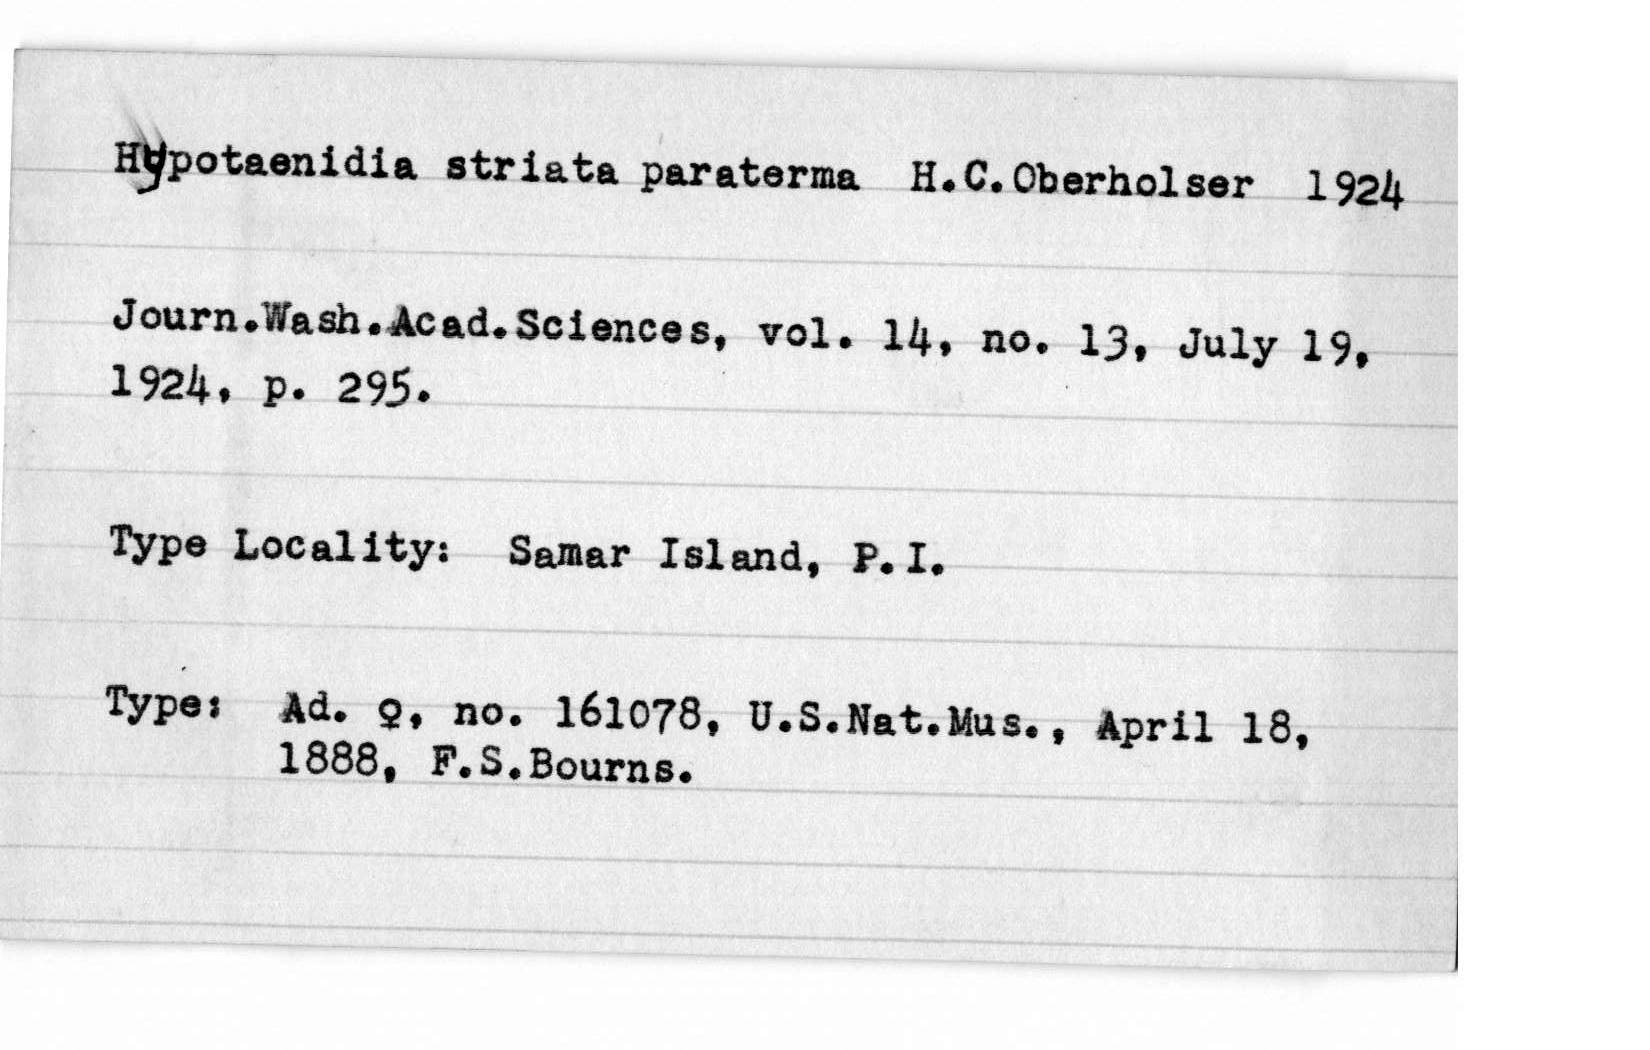 Hypotaenidia striata paraterma H.C.Oberholser 1924
Journ.Wash.Acad.Sciences, vol. 14, no. 13, July 19,
1924, p. 295.
Type Locality: Samar Island, P.I.
Type: Ad. ♀, no. 161078, U.S.Nat.Mus., April 18,
1888, F.S.Bourns.